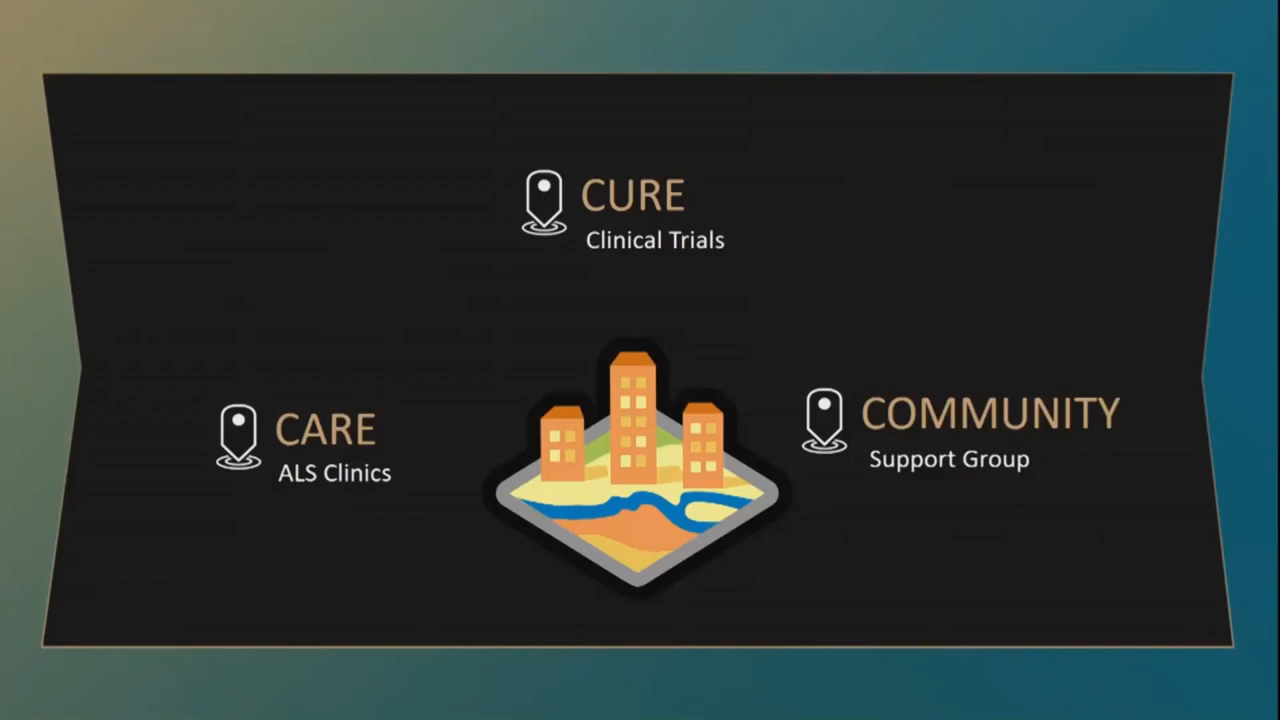 CURE
Clinical Trials
CARE
ALS Clinics
COMMUNITY
Support Group